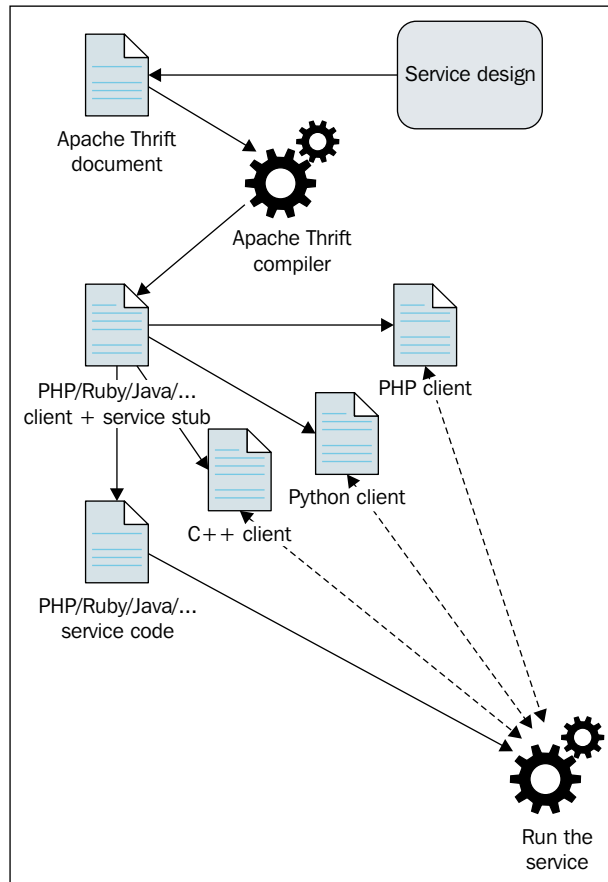 Service design
Apache Thrift
document
Apache Thrift
compiler
PHP/Ruby/Java/...
client + service stub
PHP client
Python client
C++ client
PHP/Ruby/Java/...
service code
Run the
service